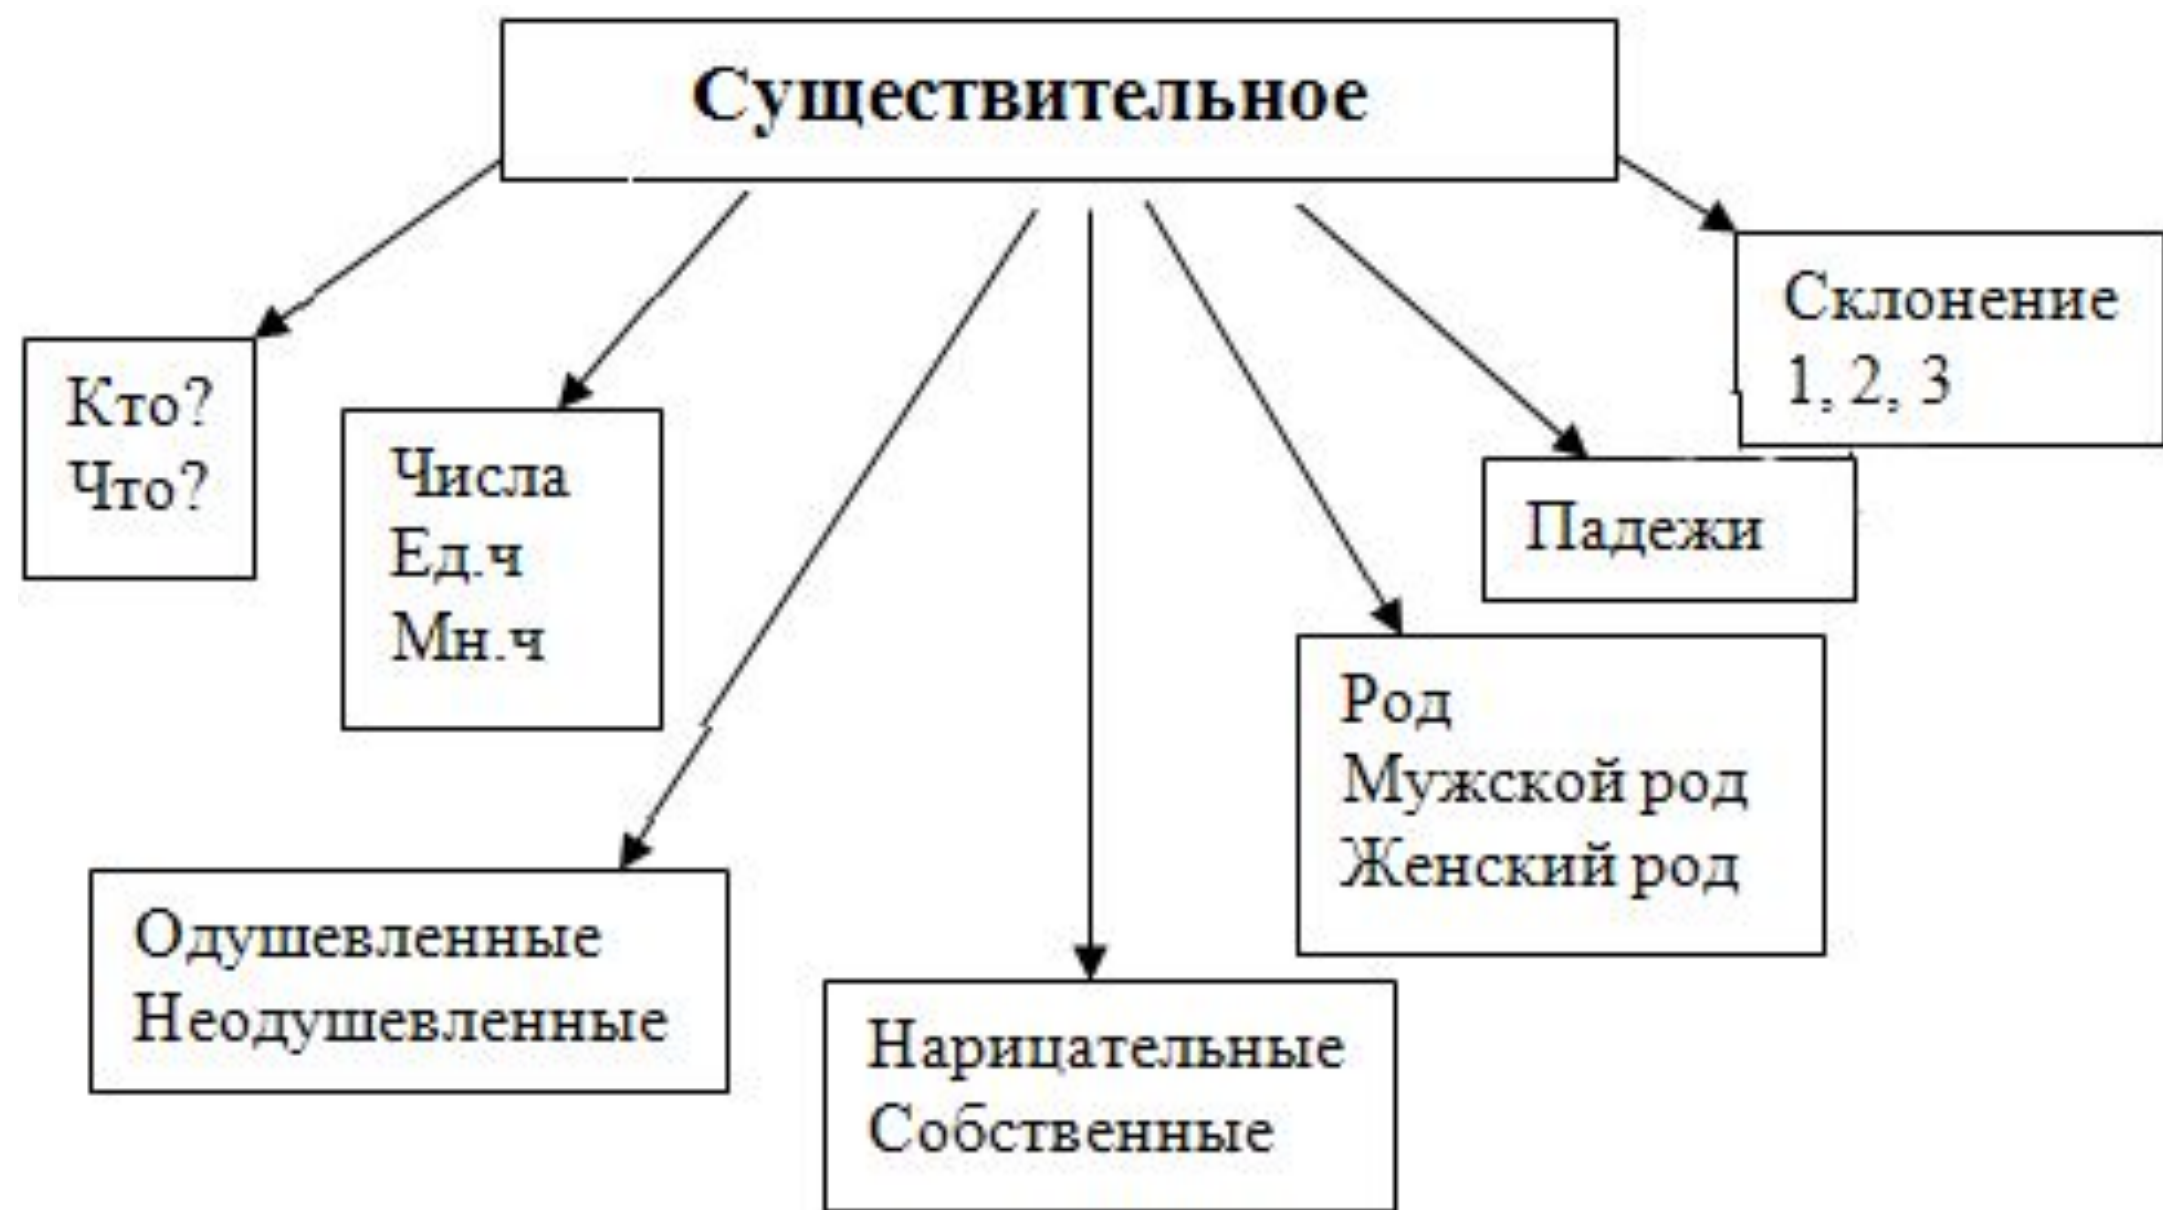 Существительное
Кто?
Что?
Числа
Ед.ч
Мн.ч
Одушевленные
Неодушевленные
Нарицательные
Собственные
Род
Мужской род
Женский род
Падежи
Склонение
1, 2, 3